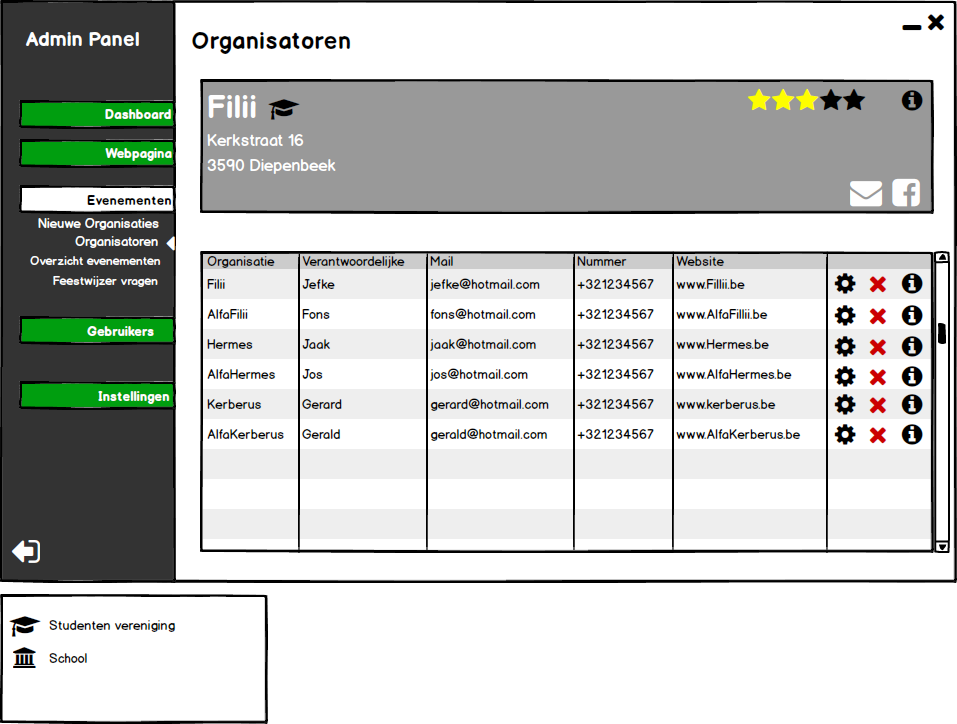 Admin Panel
Dashboard
Webpagina
Evenementen
Nieuwe Organisaties
Organisatoren
Overzicht evenementen
Feestwijzer vragen
Gebruikers
Instellingen
Organisatoren
Filii
Kerkstraat 16
3590 Diepenbeek
Organisatie Verantwoordelijke Mail Nummer Website
Filii Jefke jefke@hotmail.com +321234567 www.Fillii.be
AlfaFilii Fons fons@hotmail.com +321234567 www.AlfaFillii.be
Hermes Jaak jaak@hotmail.com +321234567 www.Hermes.be
AlfaHermes Jos jos@hotmail.com +321234567 www.AlfaHermes.be
Kerberus Gerard gerard@hotmail.com +321234567 www.kerberus.be
AlfaKerberus Gerald gerald@hotmail.com +321234567 www.AlfaKerberus.be
Studenten vereniging
School